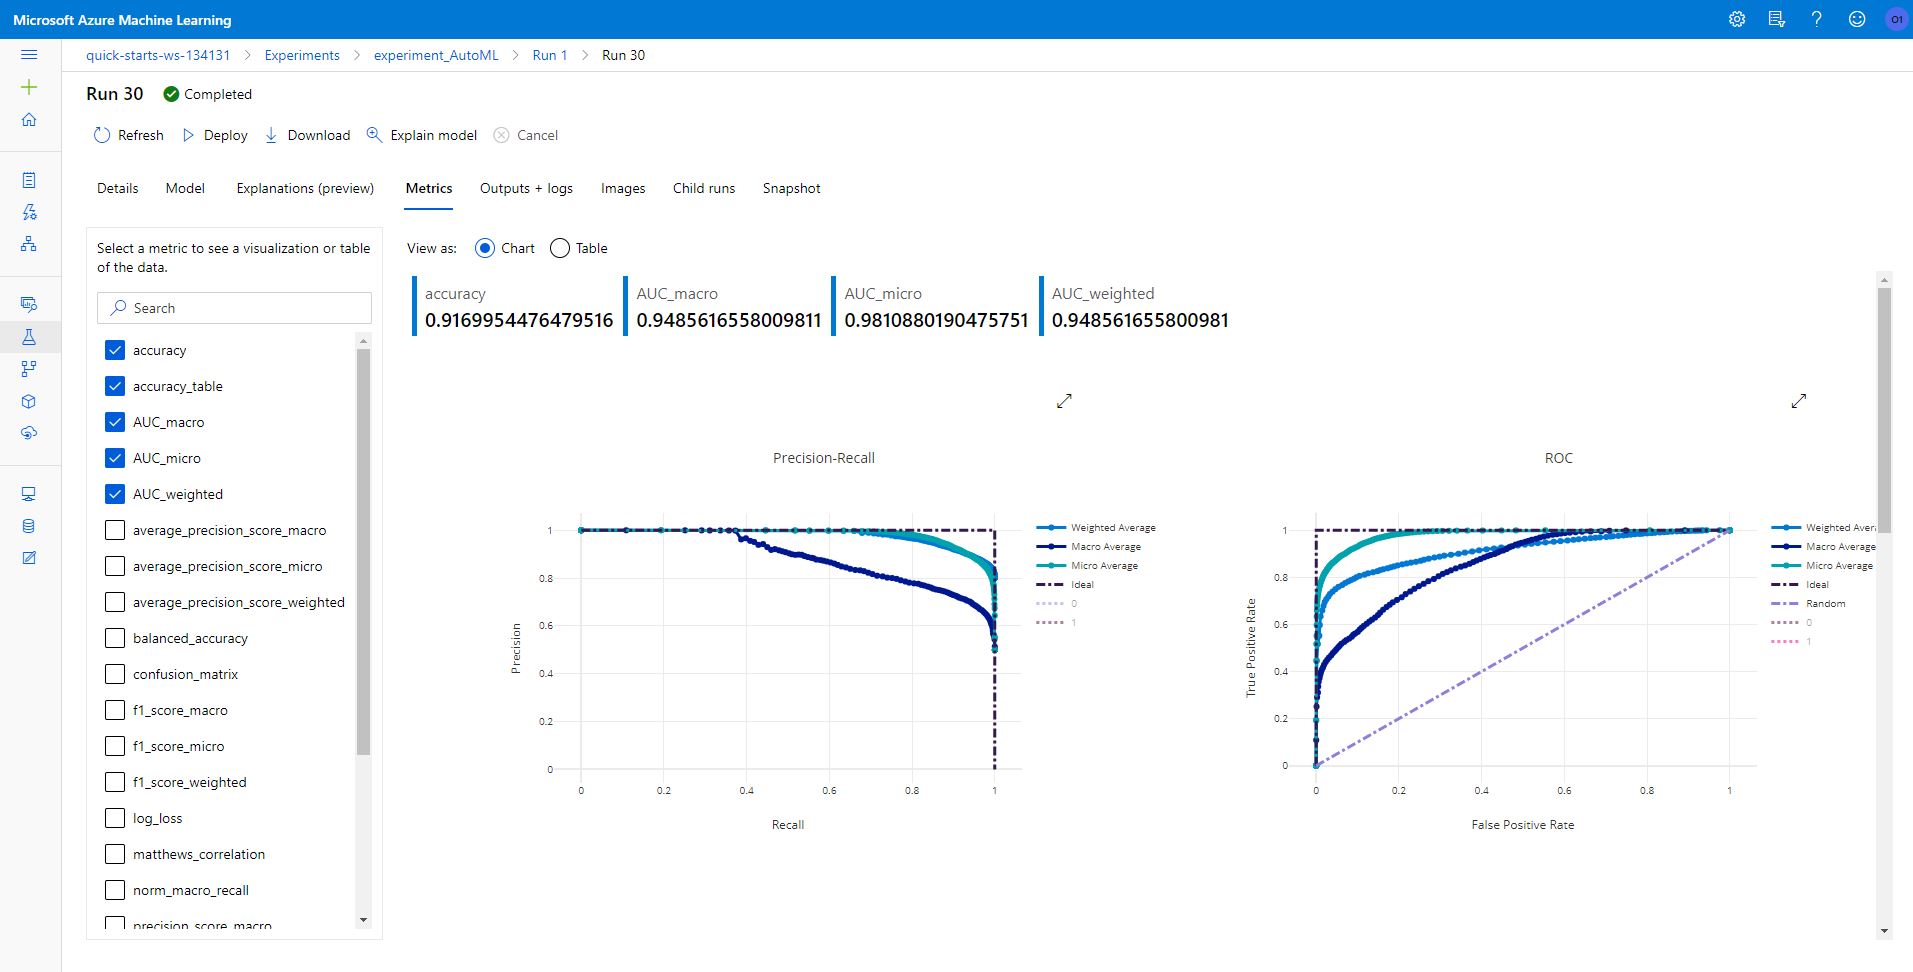 Microsoft Azure Machine Learning
O1
quick-starts-ws-134131 > Experiments > experiment_AutoML > Run 1 > Run 30
Run 30 Completed
Refresh Deploy Download Explain model Cancel
Details Model Explanations (preview) Metrics Outputs + logs Images Child runs Snapshot
Select a metric to see a visualization or table
of the data.
Search
accuracy
accuracy_table
AUC_macro
AUC_micro
AUC_weighted
average_precision_score_macro
average_precision_score_micro
average_precision_score_weighted
balanced_accuracy
confusion_matrix
f1_score_macro
f1_score_micro
f1_score_weighted
log_loss
matthews_correlation
norm_macro_recall
precision_score_macro
View as: Chart Table
accuracy
0.9169954476479516
AUC_macro
0.9485616558009811
AUC_micro
0.9810880190475751
AUC_weighted
0.948561655800981
Precision-Recall
1
0.8
0.6
0.4
0.2
0
Precision
0 0.2 0.4 0.6 0.8 1
Recall
Weighted Average
Macro Average
Micro Average
Ideal
0
1
ROC
1
0.8
0.6
0.4
0.2
0
True Positive Rate
0 0.2 0.4 0.6 0.8 1
False Positive Rate
Weighted Aver
Macro Average
Micro Average
Ideal
Random
0
1